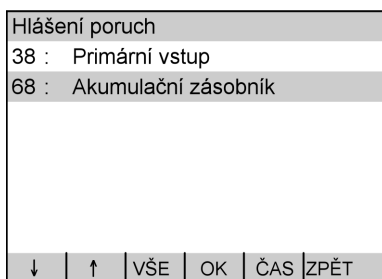 Hlášení poruch
38 : Primární vstup
68 : Akumulační zásobník
↓ ↑ VŠE OK ČAS ZPĚT